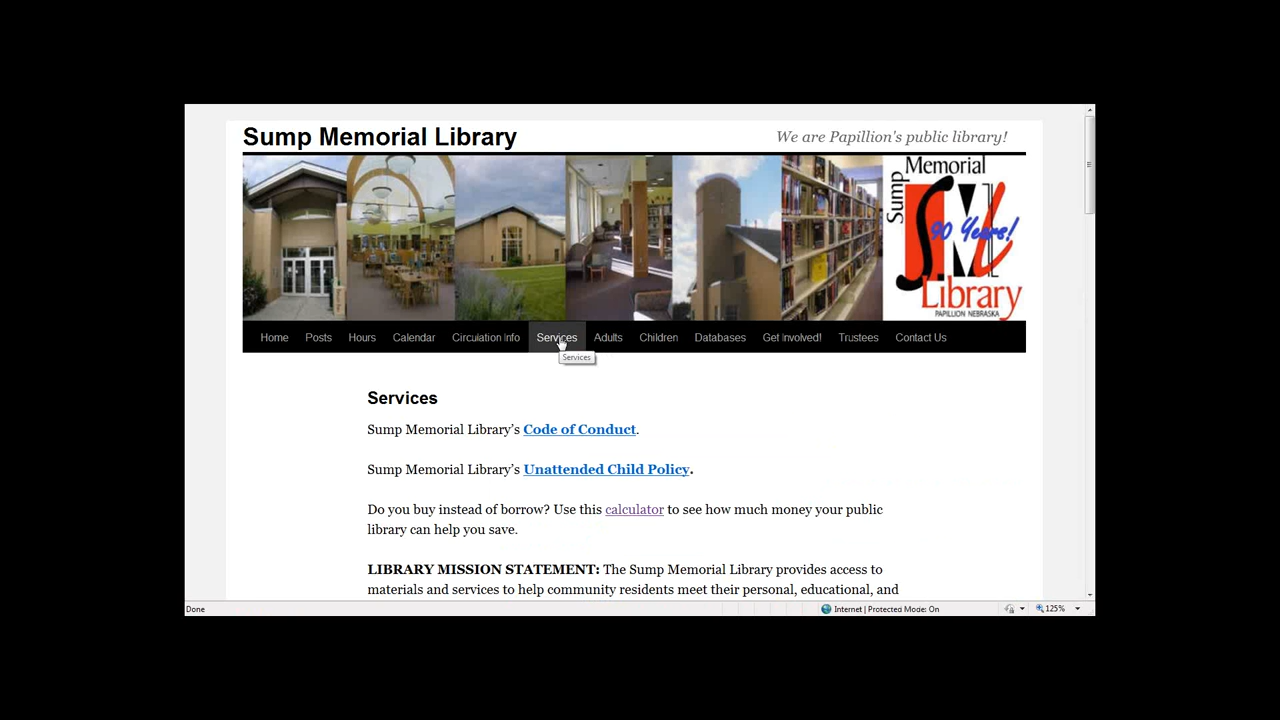 Sump Memorial Library
We are Papillion's public library!
Sump
Memorial
SML
90 Years!
Library
PAPILLION NEBRASKA
Home Posts Hours Calendar Circulation Info Services Adults Children Databases Get Involved! Trustees Contact Us
Services
Services
Sump Memorial Library's Code of Conduct.
Sump Memorial Library's Unattended Child Policy.
Do you buy instead of borrow? Use this calculator to see how much money your public
library can help you save.
LIBRARY MISSION STATEMENT: The Sump Memorial Library provides access to
materials and services to help community residents meet their personal, educational, and
Done
Internet | Protected Mode: On
125%